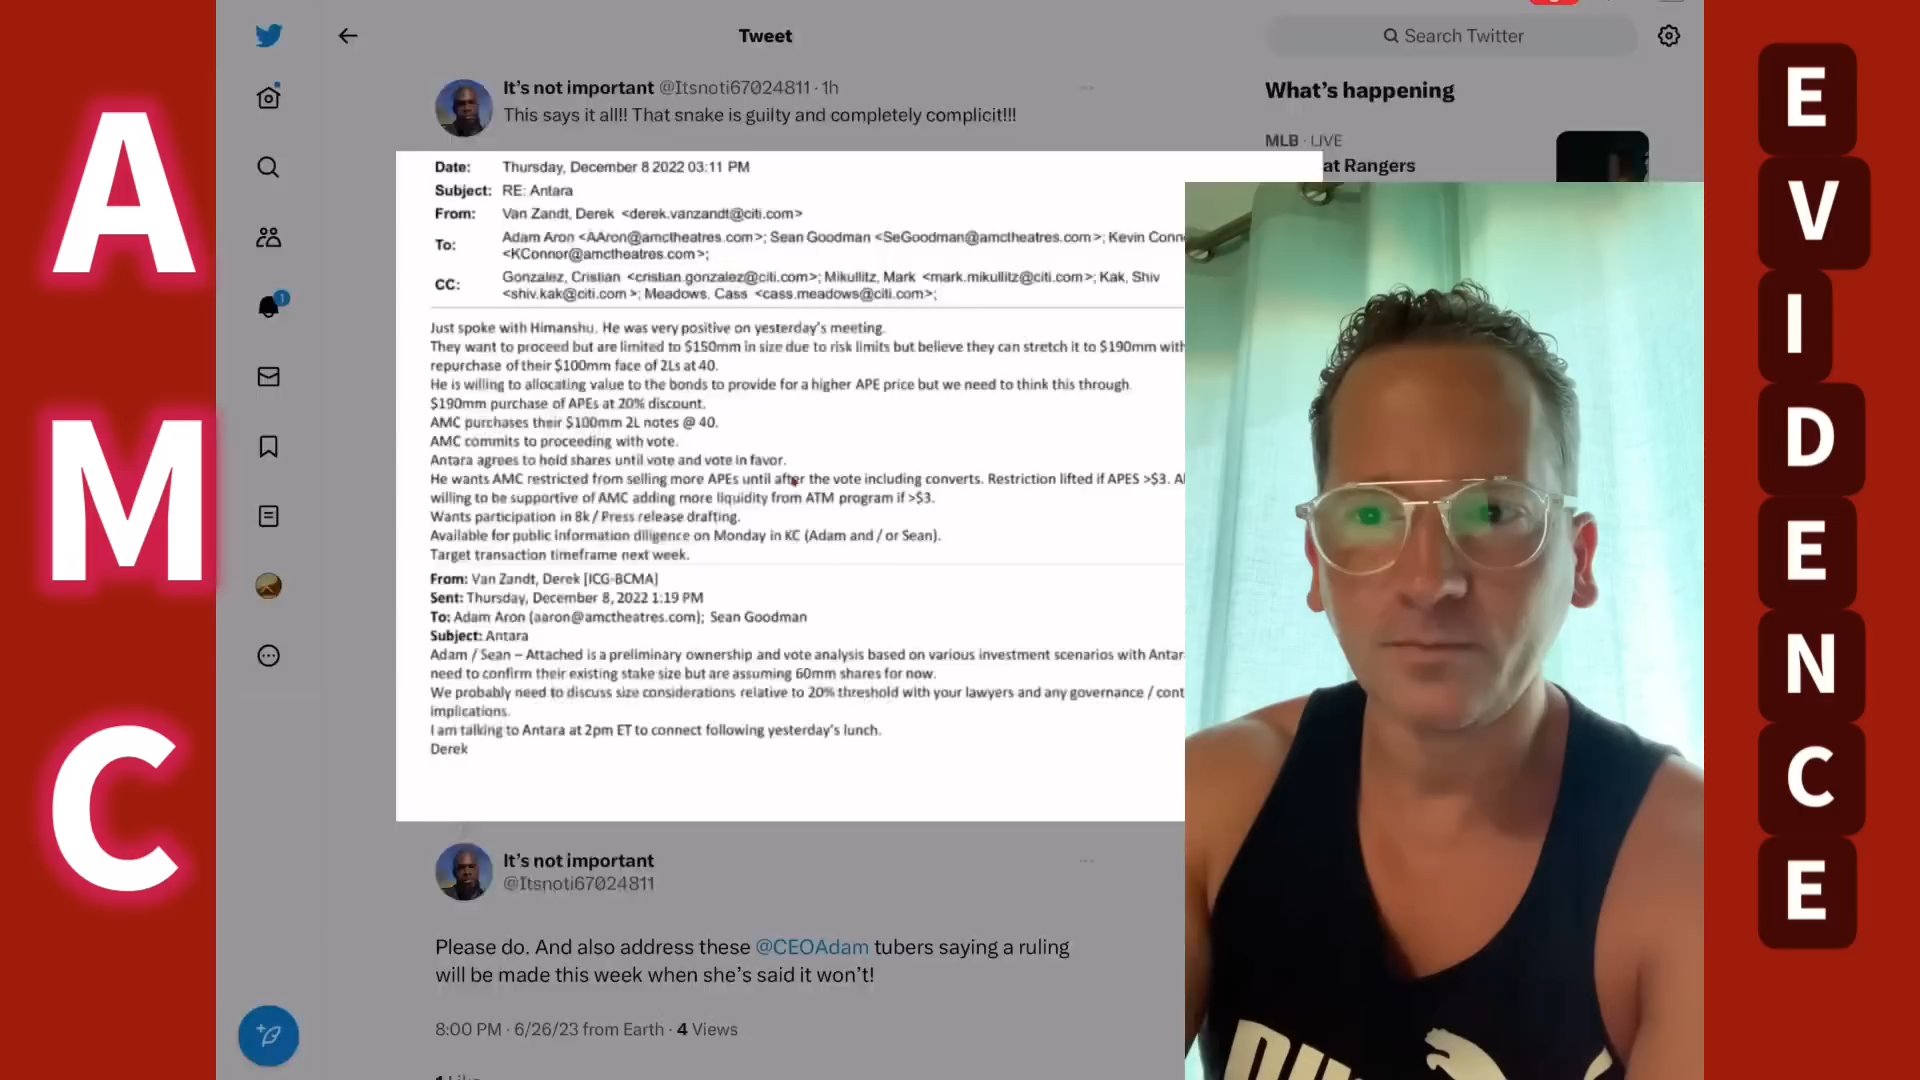 A
M
C
Tweet
Search Twitter
It's not important @Itsnoti67024811 · 1h
This says it all!! That snake is guilty and completely complicit!!!
What's happening
MLB · LIVE
at Rangers
Date: Thursday, December 8 2022 03:11 PM
Subject: RE: Antara
From: Van Zandt, Derek <derek.vanzandt@citi.com>
To: Adam Aron <AAron@amctheatres.com>; Sean Goodman <SeGoodman@amctheatres.com>; Kevin Conn
<KConnor@amctheatres.com>;
CC: Gonzalez, Cristian <cristian.gonzalez@citi.com>; Mikullitz, Mark <mark.mikullitz@citi.com>; Kak, Shiv
<shiv.kak@citi.com>; Meadows, Cass <cass.meadows@citi.com>;
Just spoke with Himanshu. He was very positive on yesterday's meeting.
They want to proceed but are limited to $150mm in size due to risk limits but believe they can stretch it to $190mm with
repurchase of their $100mm face of 2Ls at 40.
He is willing to allocating value to the bonds to provide for a higher APE price but we need to think this through.
$190mm purchase of APEs at 20% discount.
AMC purchases their $100mm 2L notes @ 40.
AMC commits to proceeding with vote.
Antara agrees to hold shares until vote and vote in favor.
He wants AMC restricted from selling more APEs until after the vote including converts. Restriction lifted if APES >$3.
willing to be supportive of AMC adding more liquidity from ATM program if >$3.
Wants participation in 8k / Press release drafting.
Available for public information diligence on Monday in KC (Adam and / or Sean).
Target transaction timeframe next week.
From: Van Zandt, Derek [ICG-BCMA]
Sent: Thursday, December 8, 2022 1:19 PM
To: Adam Aron (aaron@amctheatres.com); Sean Goodman
Subject: Antara
Adam / Sean – Attached is a preliminary ownership and vote analysis based on various investment scenarios with Antar
need to confirm their existing stake size but are assuming 60mm shares for now.
We probably need to discuss size considerations relative to 20% threshold with your lawyers and any governance / cont
implications.
I am talking to Antara at 2pm ET to connect following yesterday's lunch.
Derek
It's not important
@Itsnoti67024811
Please do. And also address these @CEOAdam tubers saying a ruling
will be made this week when she's said it won't!
8:00 PM · 6/26/23 from Earth · 4 Views
1
E
V
I
D
E
N
C
E